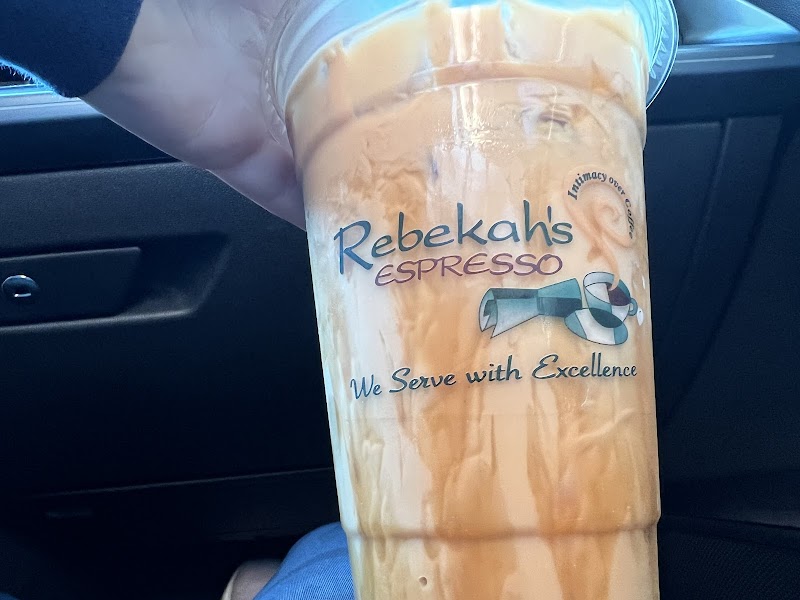 Intimacy over Coffee
Rebekah's
ESPRESSO
We Serve with Excellence